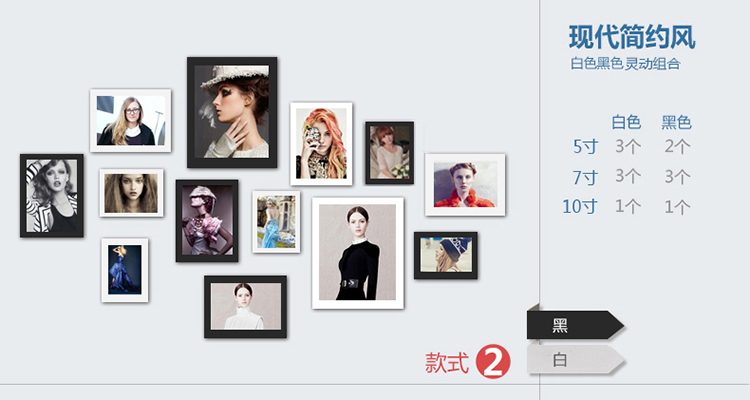 现代简约风
白色黑色 灵动组合
白色 黑色
5寸 3个 2个
7寸 3个 3个
10寸 1个 1个
黑
款式 2
白